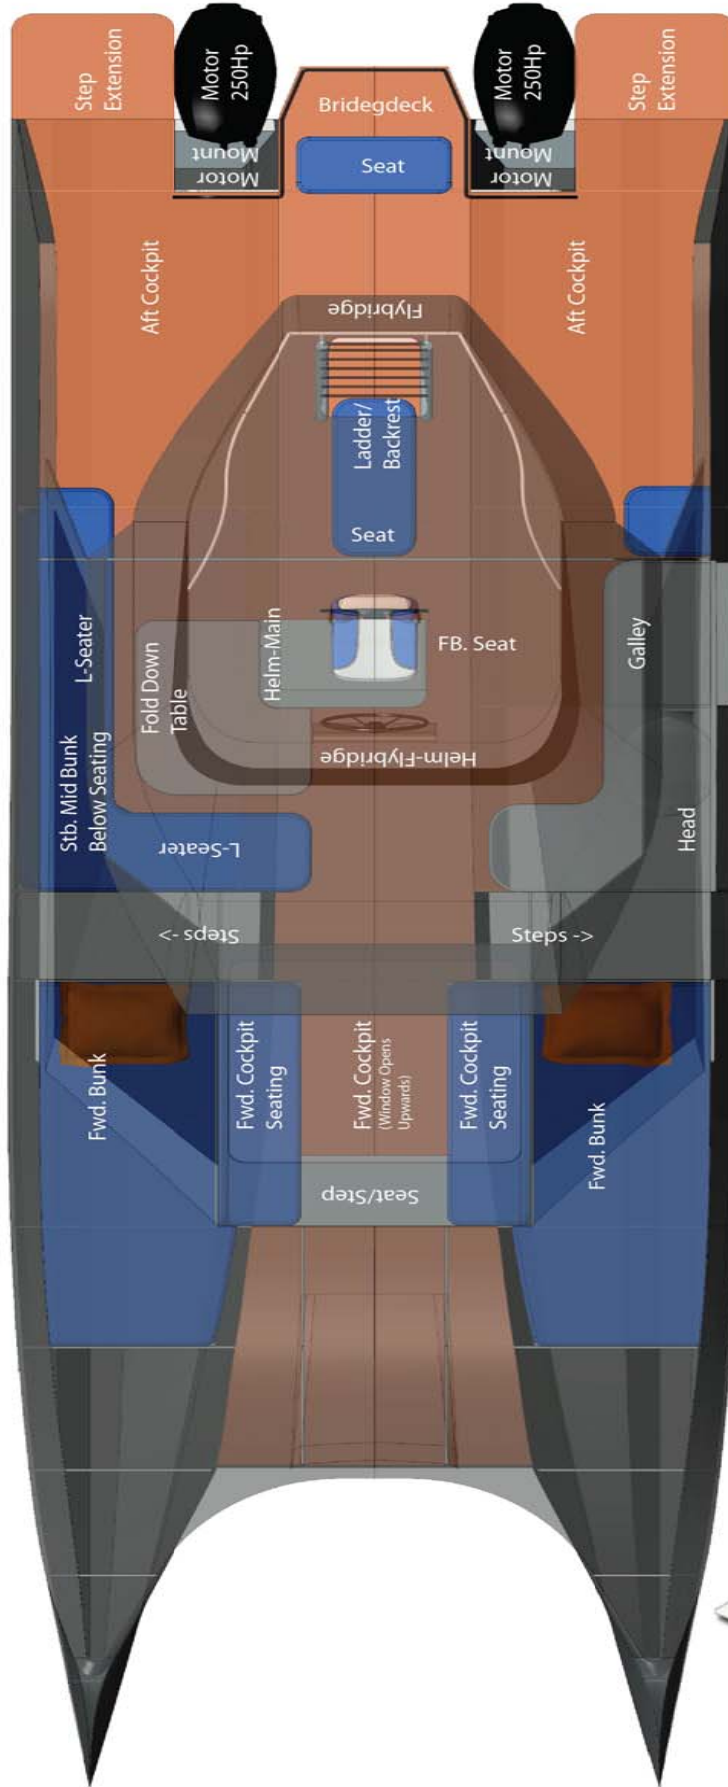 Step
Extension
Motor
250Hp
Bridegdeck
Motor
250Hp
Step
Extension
Motor
Mount
Seat
Motor
Mount
Aft Cockpit
Flybridge
Aft Cockpit
Ladder/
Backrest
Seat
L-Seater
Fold Down
Table
Helm-Main
FB. Seat
Galley
Helm-Flybridge
Stb. Mid Bunk
Below Seating
L-Seater
Head
Steps ->
Steps ->
Fwd. Bunk
Fwd. Cockpit
Seating
Fwd. Cockpit
(Window Opens
Upwards)
Fwd. Cockpit
Seating
Fwd. Bunk
Seat/Step